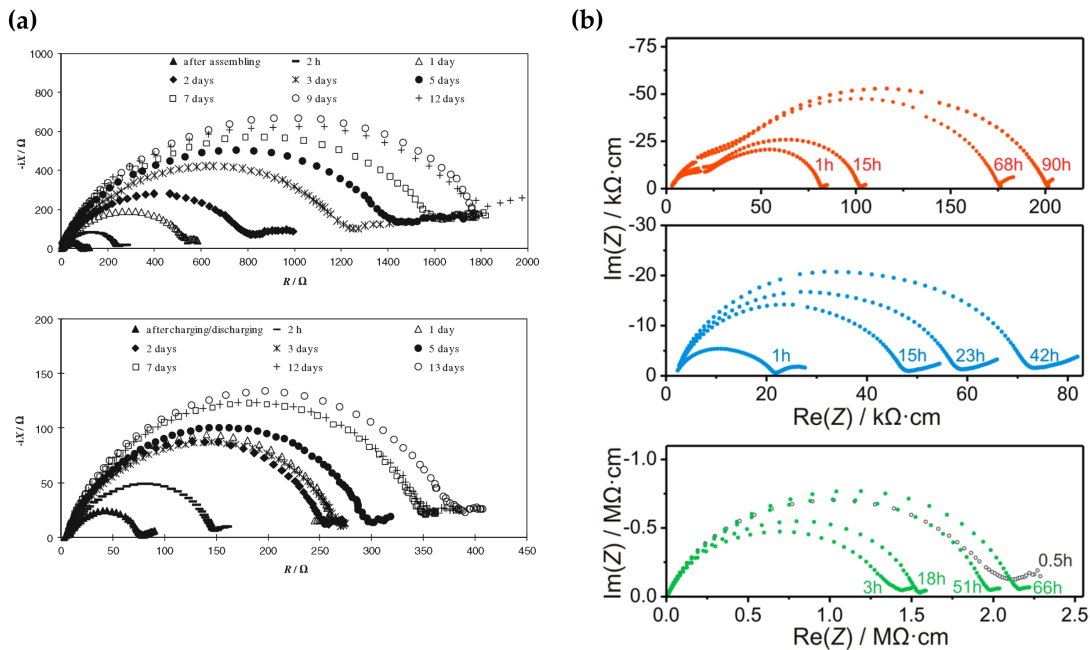 (a)
1000
900
800
700
600
500
400
300
200
100
0
-iX / Ω
after assembling 2 h 1 day
2 days 3 days 5 days
7 days 9 days 12 days
0 200 400 600 800 1000 1200 1400 1600 1800 2000
R / Ω
200
150
100
50
0
-iX / Ω
after charging/discharging 2 h 1 day
2 days 3 days 5 days
7 days 12 days 13 days
0 50 100 150 200 250 300 350 400 450
R / Ω
(b)
-75
-50
-25
0
1h 15h 68h 90h
0 50 100 150 200
Im(Z) / kΩ·cm
-30
-20
-10
0
1h 15h 23h 42h
0 20 40 60 80
Re(Z) / kΩ·cm
-1.0
-0.5
0.0
Im(Z) / MΩ·cm
3h 18h 51h 66h 0.5h
0.0 0.5 1.0 1.5 2.0 2.5
Re(Z) / MΩ·cm